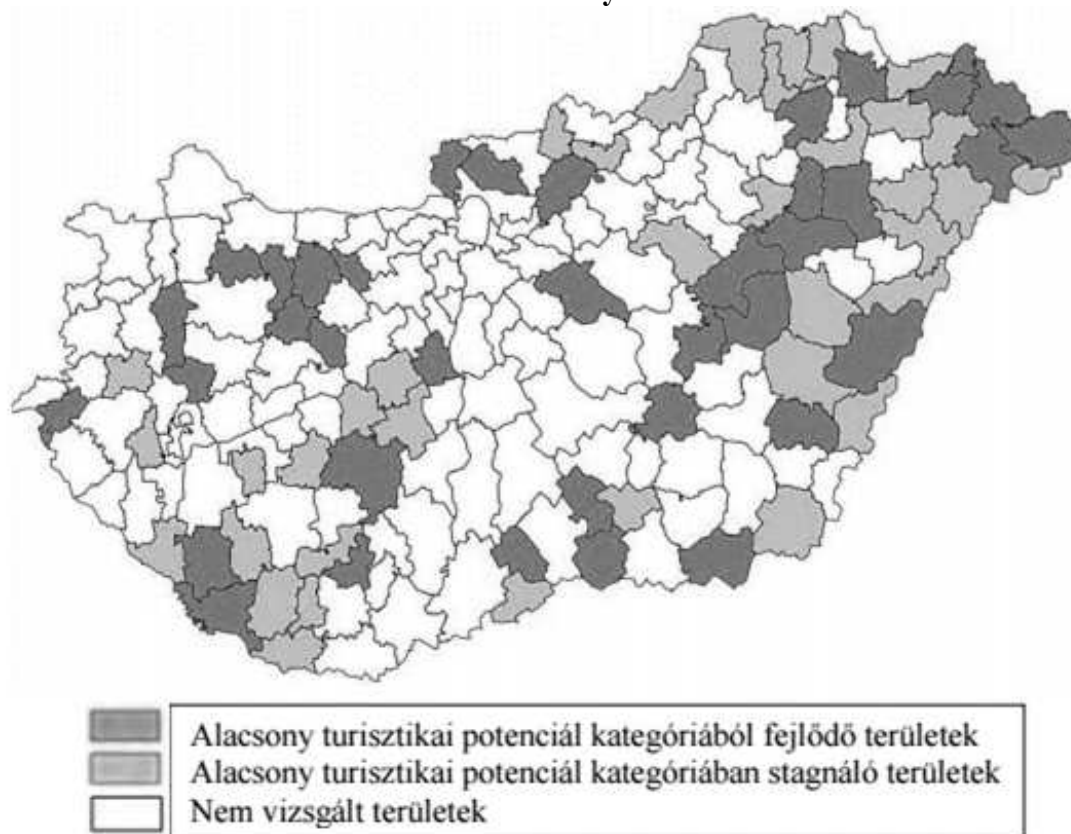 Alacsony turisztikai potenciál kategóriából fejlődő területek
Alacsony turisztikai potenciál kategóriában stagnáló területek
Nem vizsgált területek